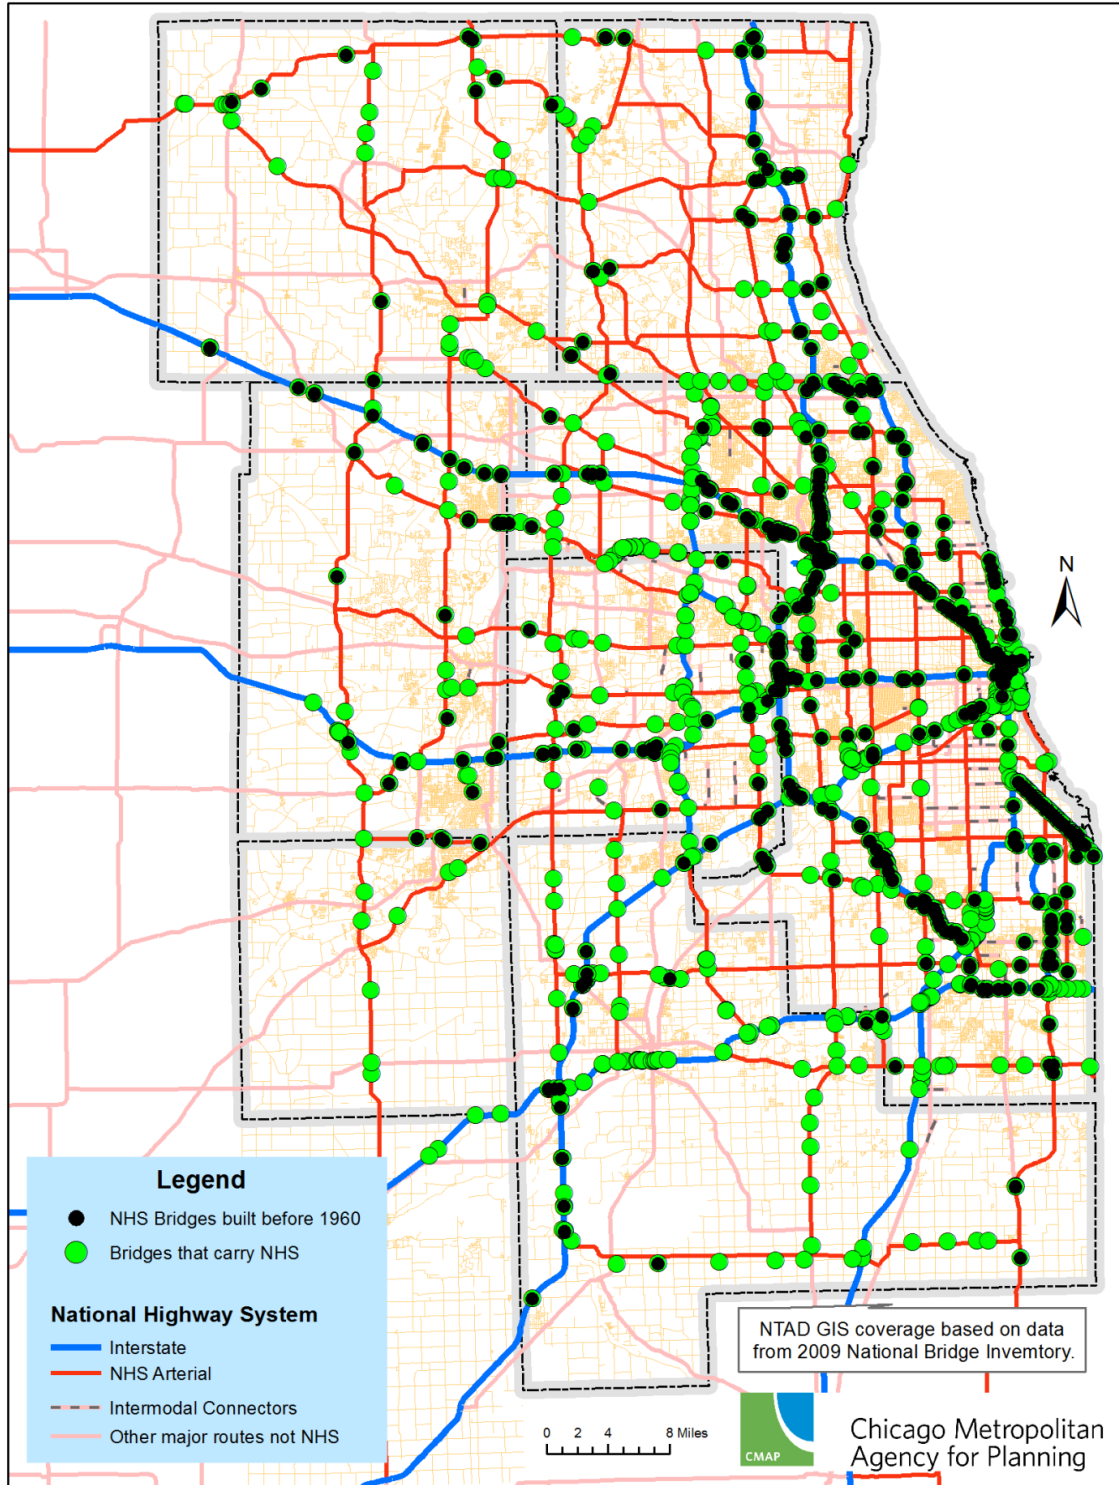 N
Legend
NHS Bridges built before 1960
Bridges that carry NHS
National Highway System
Interstate
NHS Arterial
Intermodal Connectors
Other major routes not NHS
NTAD GIS coverage based on data
from 2009 National Bridge Invemtory.
0 2 4 8 Miles
CMAP
Chicago Metropolitan
Agency for Planning